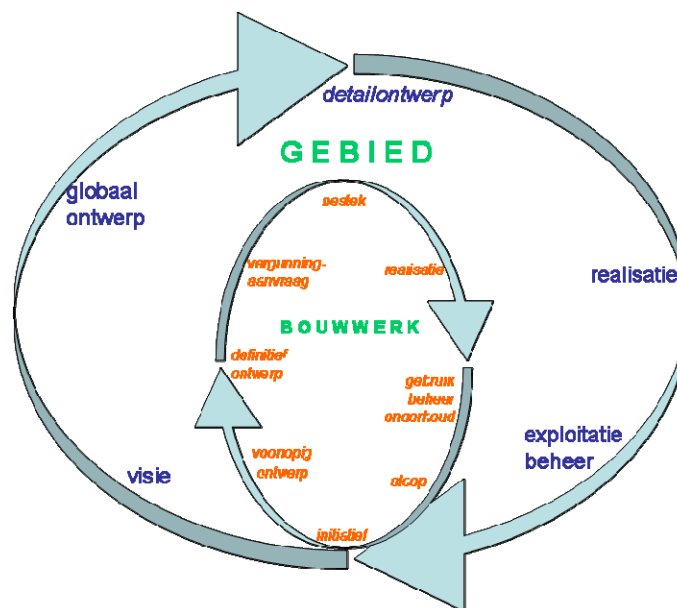 detailontwerp
GEBIED
globaal
ontwerp
bestek
vergunning-
aanvraag
realisatie
realisatie
BOUWWERK
definitief
ontwerp
gebruik
beheer
onderhoud
exploitatie
beheer
visie
voorlopig
ontwerp
sloop
initiatief